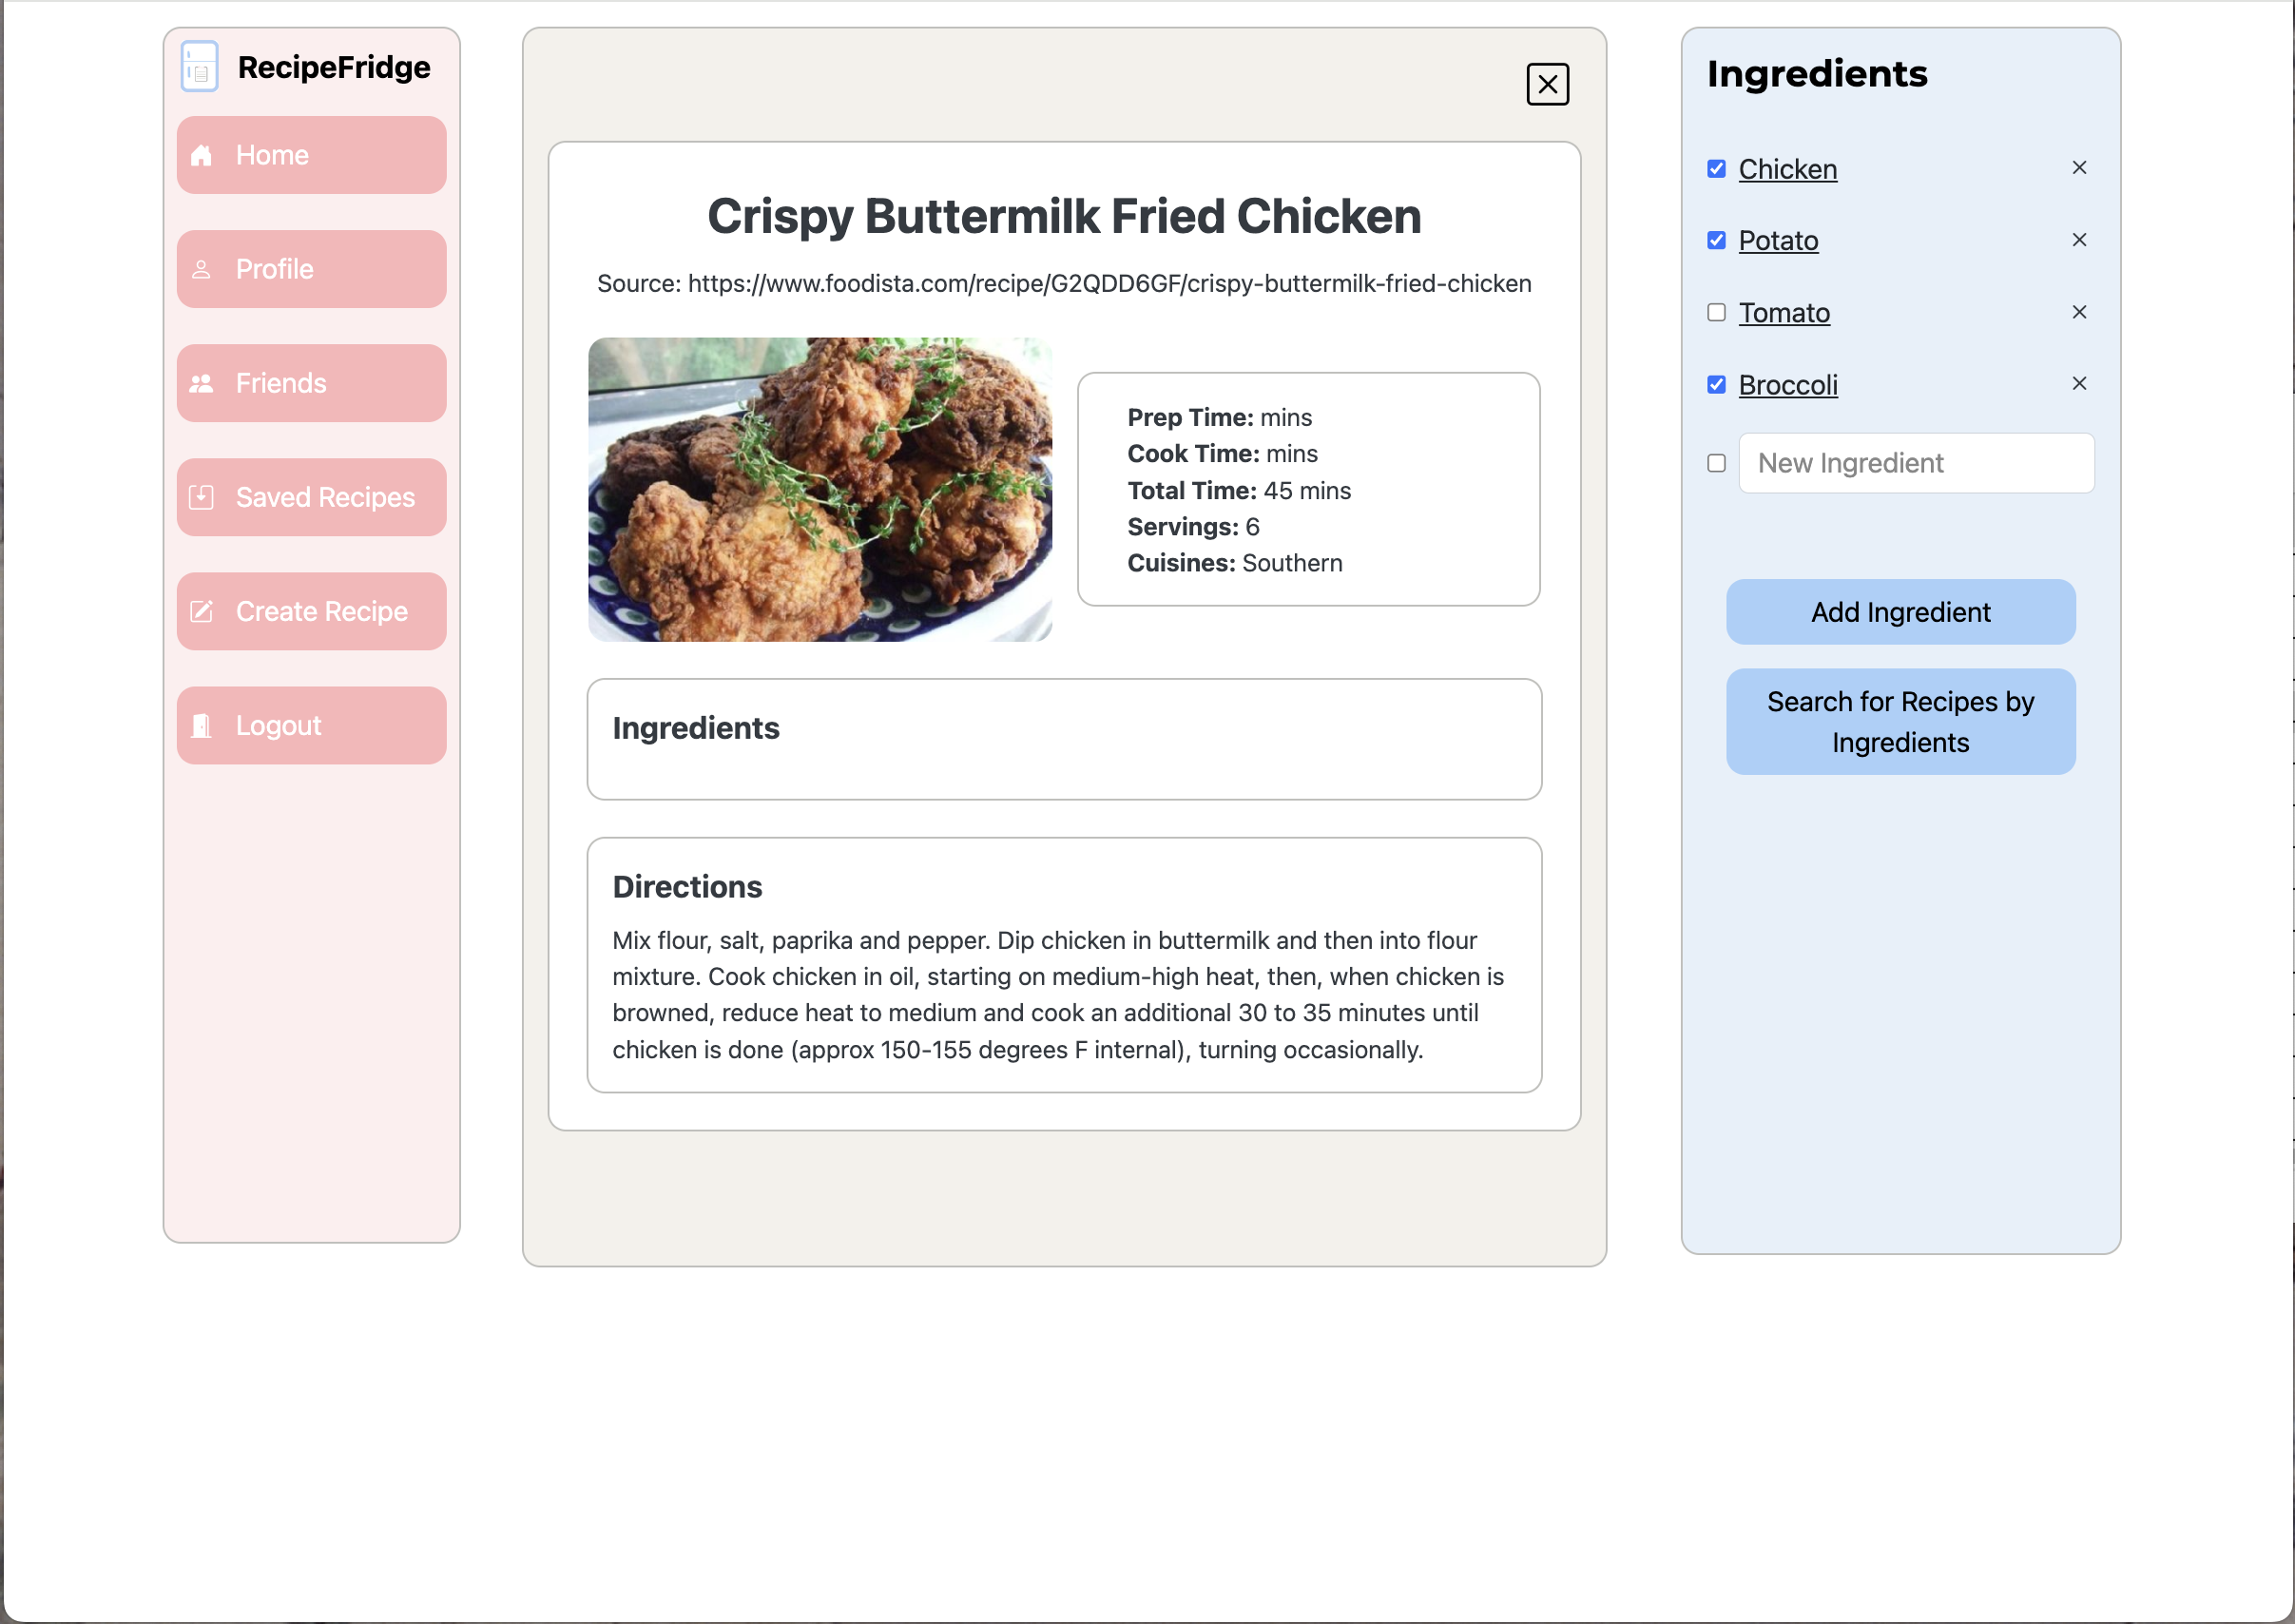 RecipeFridge
Home
Profile
Friends
Saved Recipes
Create Recipe
Logout
Crispy Buttermilk Fried Chicken
Source: https://www.foodista.com/recipe/G2QDD6GF/crispy-buttermilk-fried-chicken
Prep Time: mins
Cook Time: mins
Total Time: 45 mins
Servings: 6
Cuisines: Southern
Ingredients
Directions
Mix flour, salt, paprika and pepper. Dip chicken in buttermilk and then into flour
mixture. Cook chicken in oil, starting on medium-high heat, then, when chicken is
browned, reduce heat to medium and cook an additional 30 to 35 minutes until
chicken is done (approx 150-155 degrees F internal), turning occasionally.
Ingredients
Chicken
Potato
Tomato
Broccoli
New Ingredient
Add Ingredient
Search for Recipes by
Ingredients